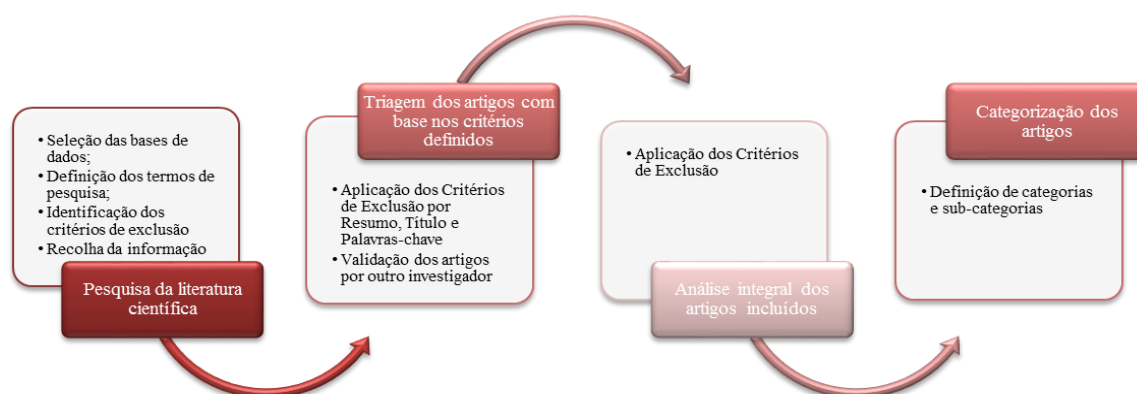 • Seleção das bases de
dados;
• Definição dos termos de
pesquisa;
• Identificação dos
critérios de exclusão
• Recolha da informação
Pesquisa da literatura
científica
Triagem dos artigos com
base nos critérios
definidos
• Aplicação dos Critérios
de Exclusão por
Resumo, Título e
Palavras-chave
• Validação dos artigos
por outro investigador
• Aplicação dos Critérios
de Exclusão
Análise integral dos
artigos incluídos
Categorização dos
artigos
• Definição de categorias
e sub-categorias